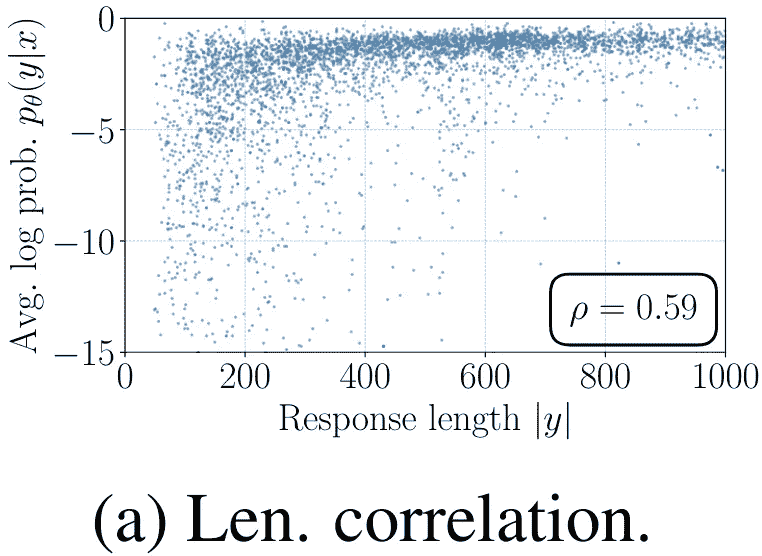 Avg. log prob. pθ(y|x)
0
−5
−10
−15
ρ = 0.59
0 200 400 600 800 1000
Response length |y|
(a) Len. correlation.